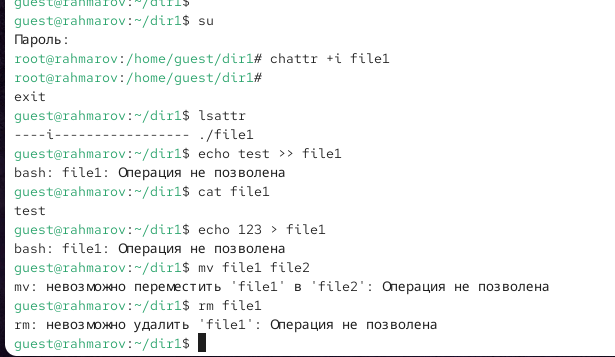 guest@rahmarov:~/dir1$
guest@rahmarov:~/dir1$ su
Пароль:
root@rahmarov:/home/guest/dir1# chattr +i file1
root@rahmarov:/home/guest/dir1#
exit
guest@rahmarov:~/dir1$ lsattr
----i----------------- ./file1
guest@rahmarov:~/dir1$ echo test >> file1
bash: file1: Операция не позволена
guest@rahmarov:~/dir1$ cat file1
test
guest@rahmarov:~/dir1$ echo 123 > file1
bash: file1: Операция не позволена
guest@rahmarov:~/dir1$ mv file1 file2
mv: невозможно переместить 'file1' в 'file2': Операция не позволена
guest@rahmarov:~/dir1$ rm file1
rm: невозможно удалить 'file1': Операция не позволена
guest@rahmarov:~/dir1$